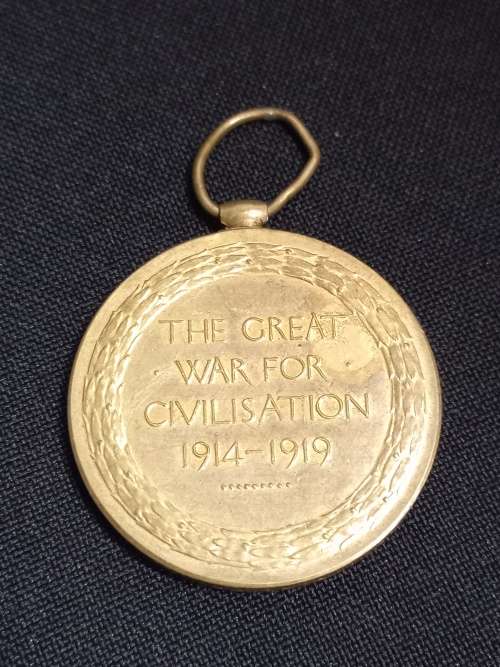 THE GREAT
WAR FOR
CIVILISATION
1914-1919